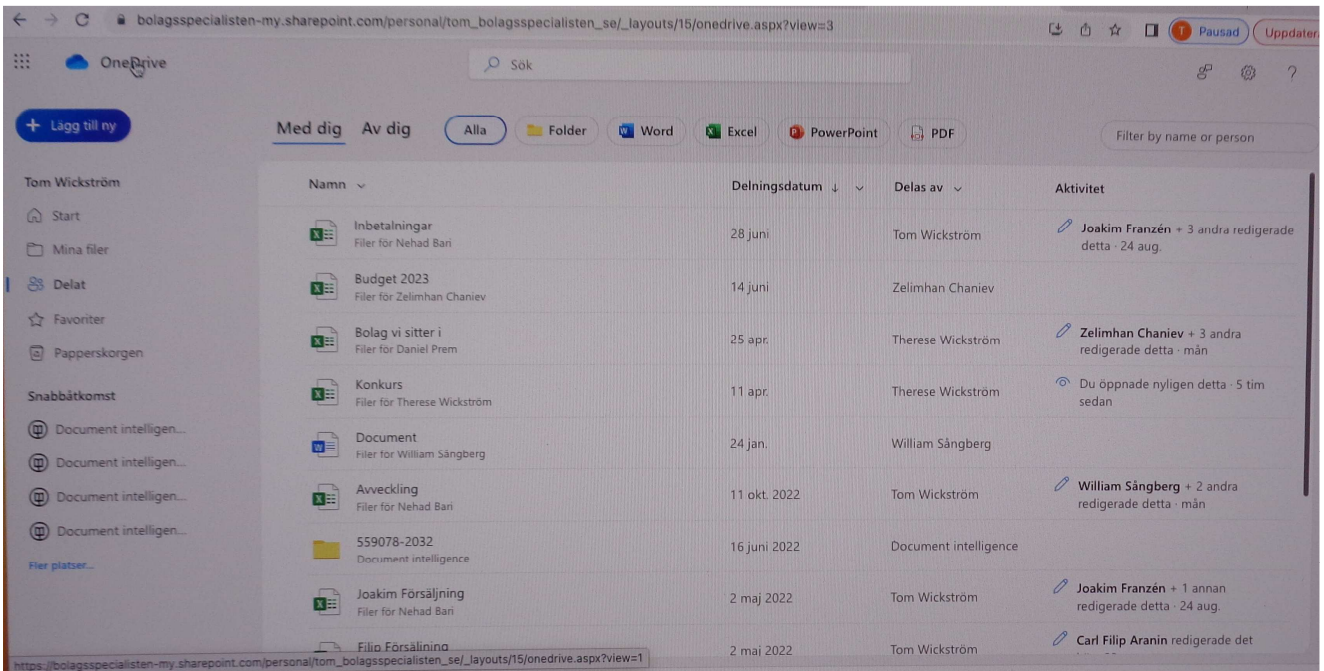 bolagsspecialisten-my.sharepoint.com/personal/tom_bolagsspecialisten_se/_layouts/15/onedrive.aspx?view=3
T Pausad
Uppdater
OneDrive
Sök
?
+ Lägg till ny
Med dig Av dig Alla Folder Word Excel PowerPoint PDF Filter by name or person
Tom Wickström
Start
Mina filer
Delat
Favoriter
Papperskorgen
Snabbåtkomst
Document intelligen...
Document intelligen...
Document intelligen...
Document intelligen...
Fler platser...
Namn Delningsdatum ↓ Delas av Aktivitet
Inbetalningar
Filer för Nehad Bari
28 juni
Tom Wickström
Joakim Franzén + 3 andra redigerade
detta · 24 aug.
Budget 2023
Filer för Zelimhan Chaniev
14 juni
Zelimhan Chaniev
Bolag vi sitter i
Filer för Daniel Prem
25 apr.
Therese Wickström
Zelimhan Chaniev + 3 andra
redigerade detta · mån
Konkurs
Filer för Therese Wickström
11 apr.
Therese Wickström
Du öppnade nyligen detta · 5 tim
sedan
Document
Filer för William Sångberg
24 jan.
William Sångberg
Avveckling
Filer för Nehad Bari
11 okt. 2022
Tom Wickström
William Sångberg + 2 andra
redigerade detta · mån
559078-2032
Document intelligence
16 juni 2022
Document intelligence
Joakim Försäljning
Filer för Nehad Bari
2 maj 2022
Tom Wickström
Joakim Franzén + 1 annan
redigerade detta · 24 aug.
Filip Försäljning
2 maj 2022
Tom Wickström
Carl Filip Aranin redigerade det
https://bolagsspecialisten-my.sharepoint.com/personal/tom_bolagsspecialisten_se/_layouts/15/onedrive.aspx?view=1